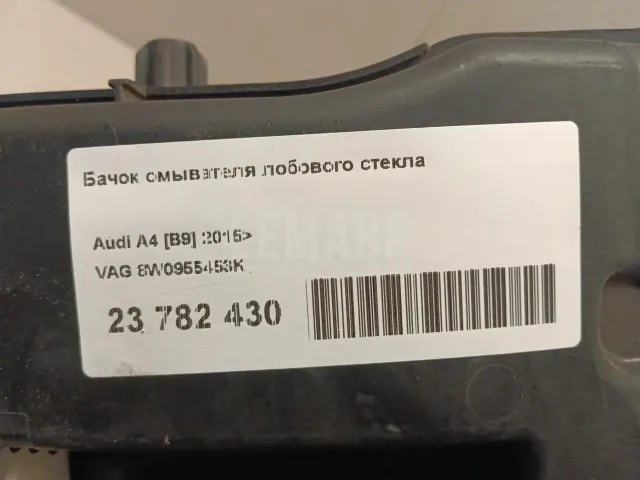 Бачок омывателя лобового стекла
Audi A4 [B9] 2015>
VAG 8W0955453K
23 782 430